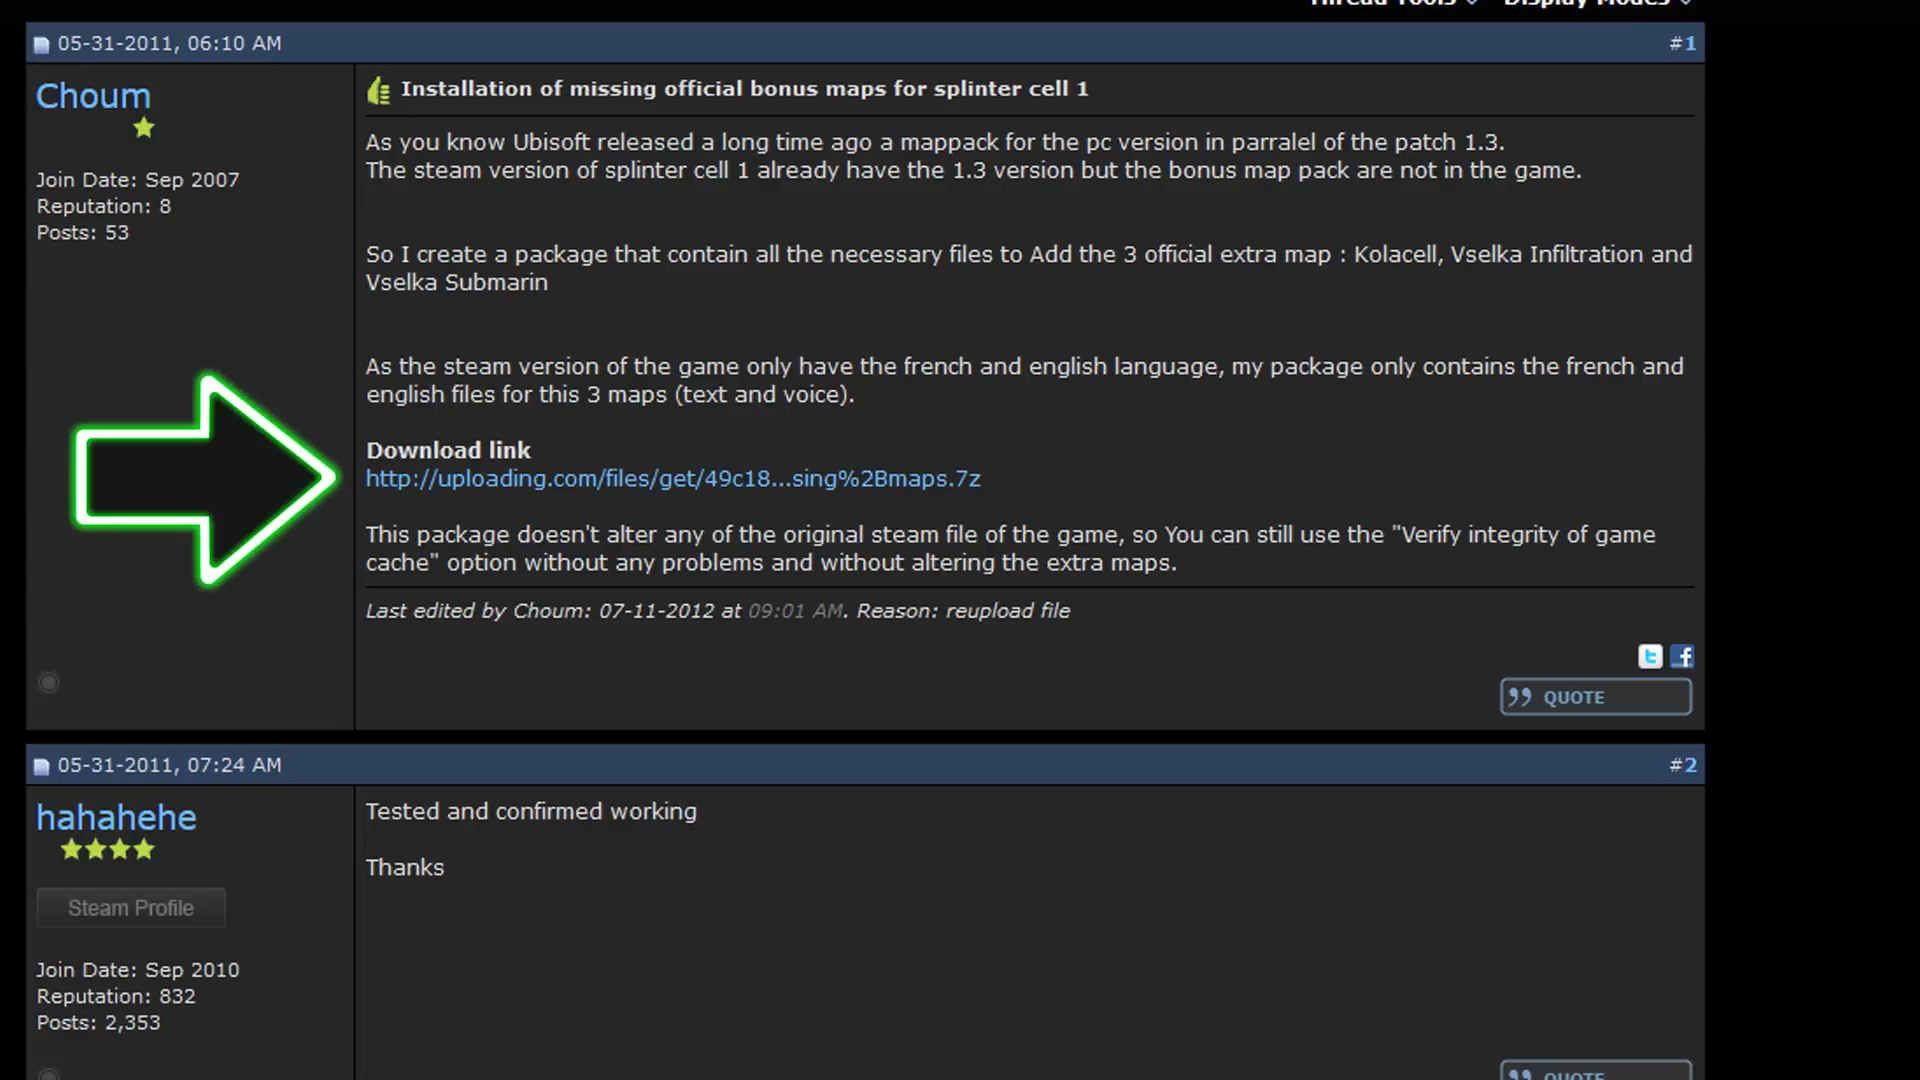 Thread Tools Display Modes
05-31-2011, 06:10 AM #1
Choum
Join Date: Sep 2007
Reputation: 8
Posts: 53
Installation of missing official bonus maps for splinter cell 1
As you know Ubisoft released a long time ago a mappack for the pc version in parralel of the patch 1.3.
The steam version of splinter cell 1 already have the 1.3 version but the bonus map pack are not in the game.
So I create a package that contain all the necessary files to Add the 3 official extra map : Kolacell, Vselka Infiltration and
Vselka Submarin
As the steam version of the game only have the french and english language, my package only contains the french and
english files for this 3 maps (text and voice).
Download link
http://uploading.com/files/get/49c18...sing%2Bmaps.7z
This package doesn't alter any of the original steam file of the game, so You can still use the "Verify integrity of game
cache" option without any problems and without altering the extra maps.
Last edited by Choum: 07-11-2012 at 09:01 AM. Reason: reupload file
QUOTE
05-31-2011, 07:24 AM #2
hahahehe
Steam Profile
Join Date: Sep 2010
Reputation: 832
Posts: 2,353
Tested and confirmed working
Thanks
QUOTE